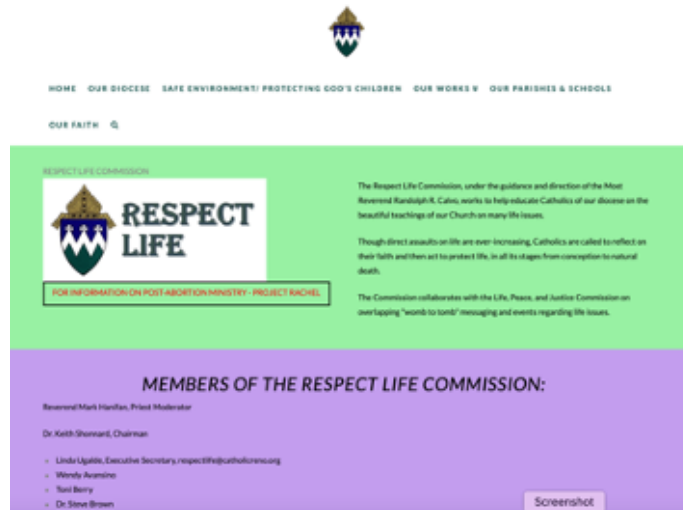 HOME OUR DIOCESE SAFE ENVIRONMENT/ PROTECTING GOD'S CHILDREN OUR WORKS OUR PARISHES & SCHOOLS
OUR FAITH
RESPECT LIFE COMMISSION
RESPECT
LIFE
FOR INFORMATION ON POST-ABORTION MINISTRY - PROJECT RACHEL
The Respect Life Commission, under the guidance and direction of the Most
Reverend Randolph R. Calvo, works to help educate Catholics of our diocese on the
beautiful teachings of our Church on many life issues.
Though direct assaults on life are ever-increasing, Catholics are called to reflect on
their faith and then act to protect life, in all its stages from conception to natural
death.
The Commission collaborates with the Life, Peace, and Justice Commission on
overlapping "womb to tomb" messaging and events regarding life issues.
MEMBERS OF THE RESPECT LIFE COMMISSION:
Reverend Mark Hanifan, Priest Moderator
Dr. Keith Shonnard, Chairman
Linda Ugalde, Executive Secretary, respectlife@catholicreno.org
Wendy Avansino
Toni Berry
Dr. Steve Brown
Screenshot